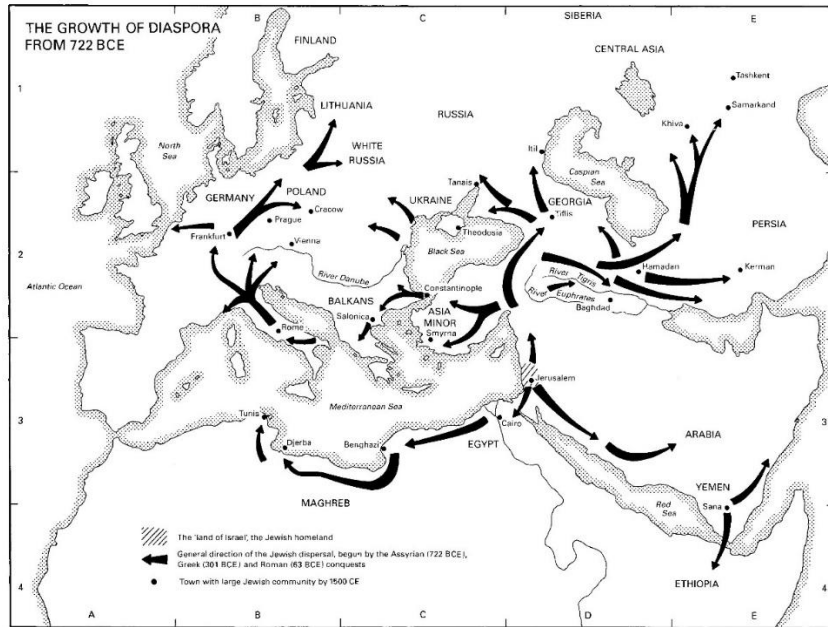 THE GROWTH OF DIASPORA
FROM 722 BCE
B
C
SIBERIA
E
FINLAND
CENTRAL ASIA
Tashkent
1
1
LITHUANIA
Samarkand
RUSSIA
Khiva
North
Sea
WHITE
RUSSIA
Itil
Caspian
Sea
Tanais
GERMANY
POLAND
UKRAINE
GEORGIA
Cracow
Tiflis
Prague
Theodosia
PERSIA
Frankfurt
2
2
Vienna
Black Sea
River Danube
Hamadan
Kerman
River
Tigris
Atlantic Ocean
Constantinople
River
Euphrates
BALKANS
Baghdad
Salonica
ASIA
MINOR
Rome
Smyrna
Jerusalem
Mediterranean Sea
Tunis
3
3
Cairo
Djerba
Benghazi
EGYPT
ARABIA
MAGHREB
YEMEN
Red
Sea
Sana
The 'land of Israel', the Jewish homeland
General direction of the Jewish dispersal, begun by the Assyrian (722 BCE),
Greek (301 BCE) and Roman (63 BCE) conquests
Town with large Jewish community by 1500 CE
ETHIOPIA
4
4
A
B
C
D
E